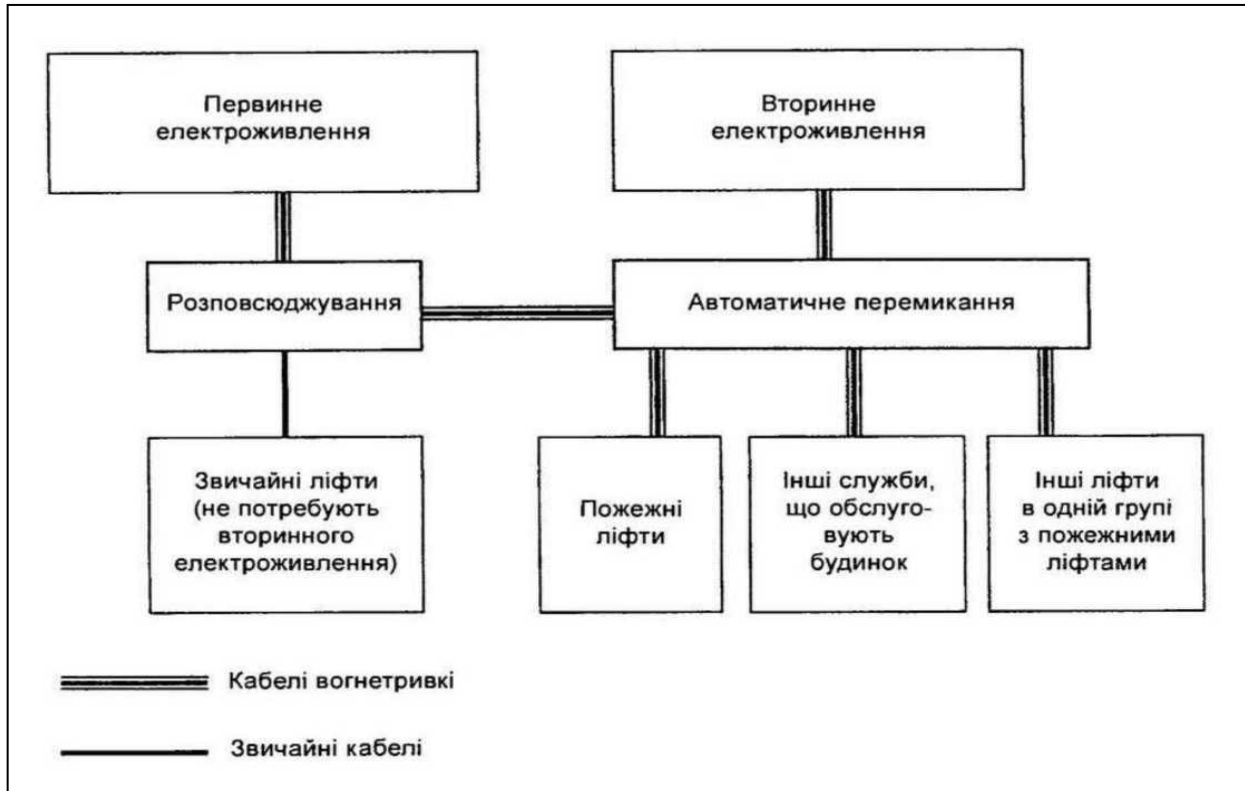 Первинне
електроживлення
Вторинне
електроживлення
Розповсюджування
Автоматичне перемикання
Звичайні ліфти
(не потребують
вторинного
електроживлення)
Пожежні
ліфти
Інші служби,
що обслуго-
вують
будинок
Інші ліфти
в одній групі
з пожежними
ліфтами
Кабелі вогнетривкі
Звичайні кабелі